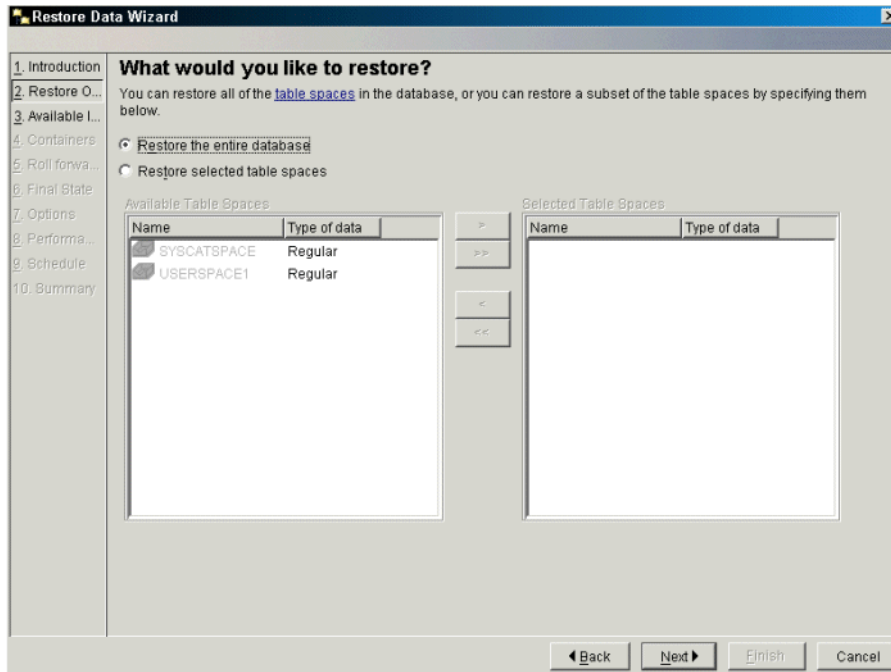 Restore Data Wizard
1. Introduction
2. Restore O...
3. Available I...
4. Containers
5. Roll forwa...
6. Final State
7. Options
8. Performa...
9. Schedule
10. Summary
What would you like to restore?
You can restore all of the table spaces in the database, or you can restore a subset of the table spaces by specifying them
below.
Restore the entire database
Restore selected table spaces
Available Table Spaces
Name Type of data
SYSCATSPACE Regular
USERSPACE1 Regular
>
>>
<
<<
Selected Table Spaces
Name Type of data
Back Next Finish Cancel